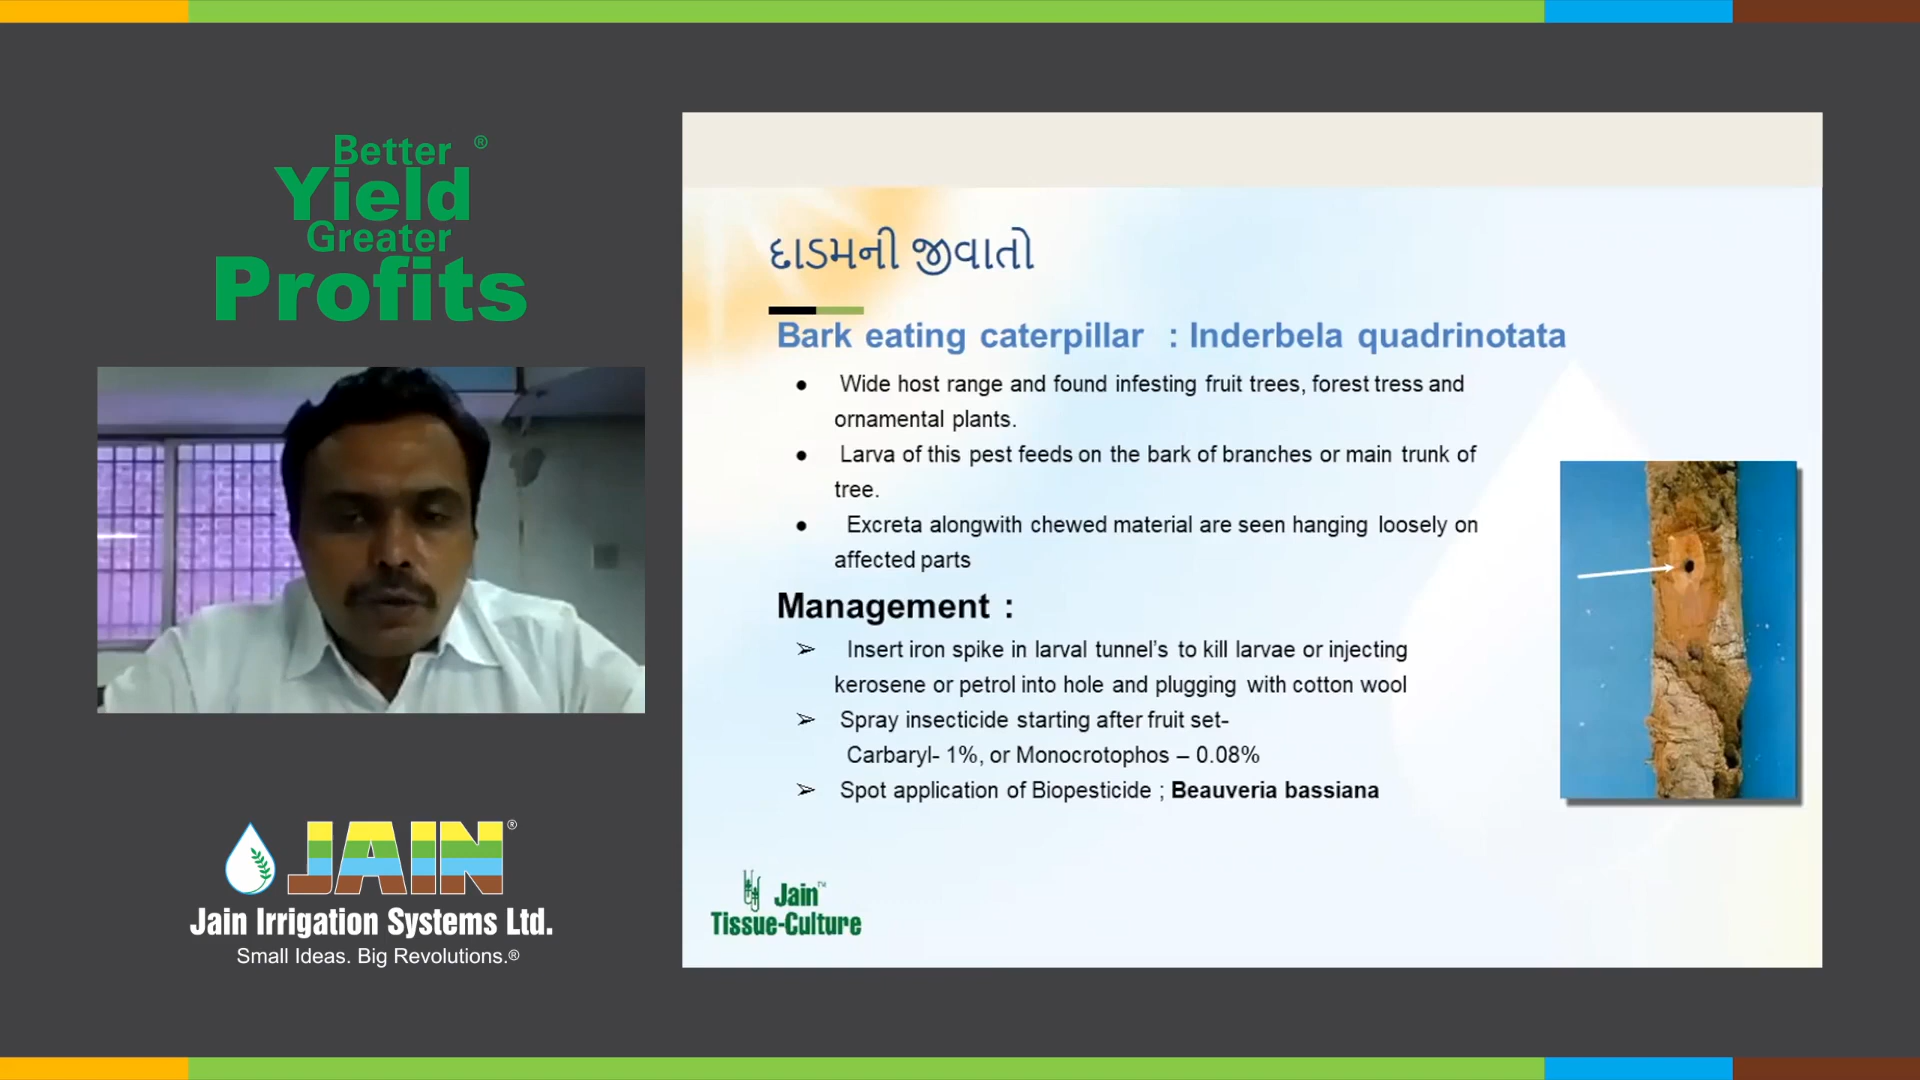 Better ®
Yield
Greater
Profits
JAIN®
Jain Irrigation Systems Ltd.
Small Ideas. Big Revolutions.®
દાડમની જીવાતો
Bark eating caterpillar : Inderbela quadrinotata
● Wide host range and found infesting fruit trees, forest tress and
ornamental plants.
● Larva of this pest feeds on the bark of branches or main trunk of
tree.
● Excreta alongwith chewed material are seen hanging loosely on
affected parts
Management :
➢ Insert iron spike in larval tunnel's to kill larvae or injecting
kerosene or petrol into hole and plugging with cotton wool
➢ Spray insecticide starting after fruit set-
Carbaryl- 1%, or Monocrotophos – 0.08%
➢ Spot application of Biopesticide ; Beauveria bassiana
Jain™
Tissue-Culture